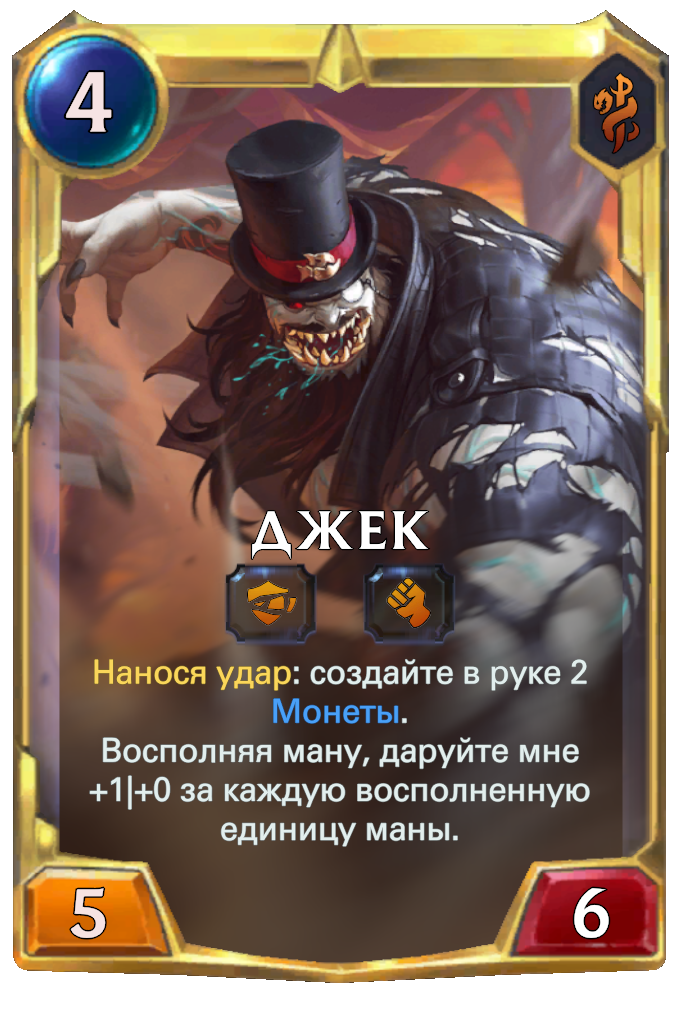 4
ДЖЕК
Нанося удар: создайте в руке 2
Монеты.
Восполняя ману, даруйте мне
+1|+0 за каждую восполненную
единицу маны.
5
6